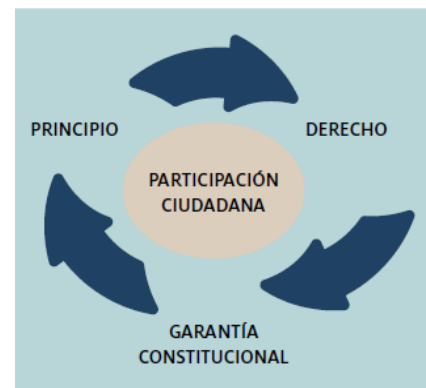 PRINCIPIO
DERECHO
PARTICIPACIÓN
CIUDADANA
GARANTÍA
CONSTITUCIONAL